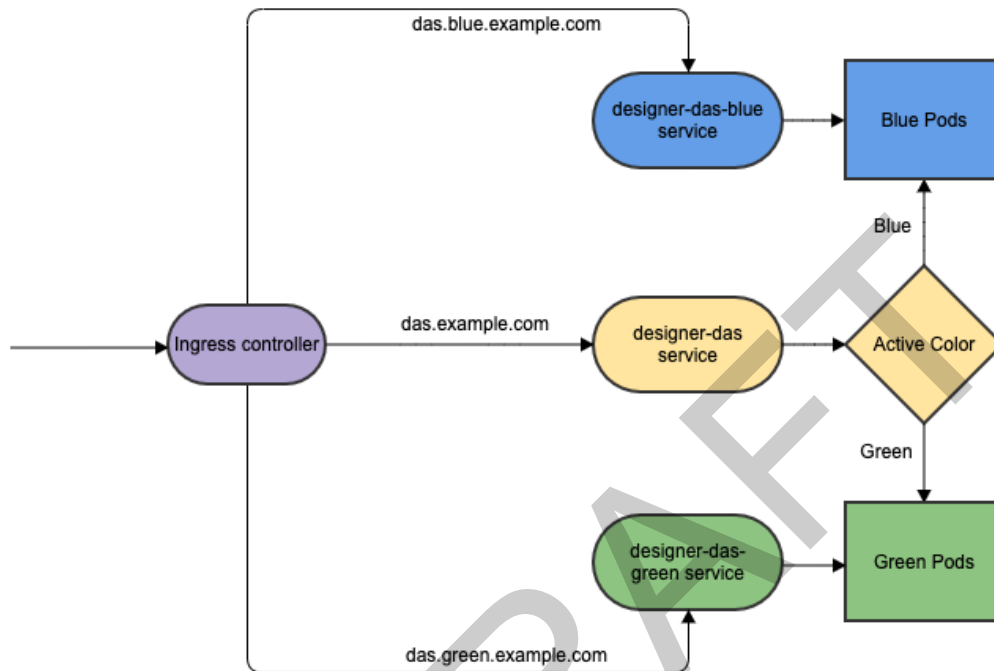 das.blue.example.com
designer-das-blue
service
Blue Pods
Blue
Ingress controller
das.example.com
designer-das
service
Active Color
Green
designer-das-
green service
Green Pods
das.green.example.com
DRAFT